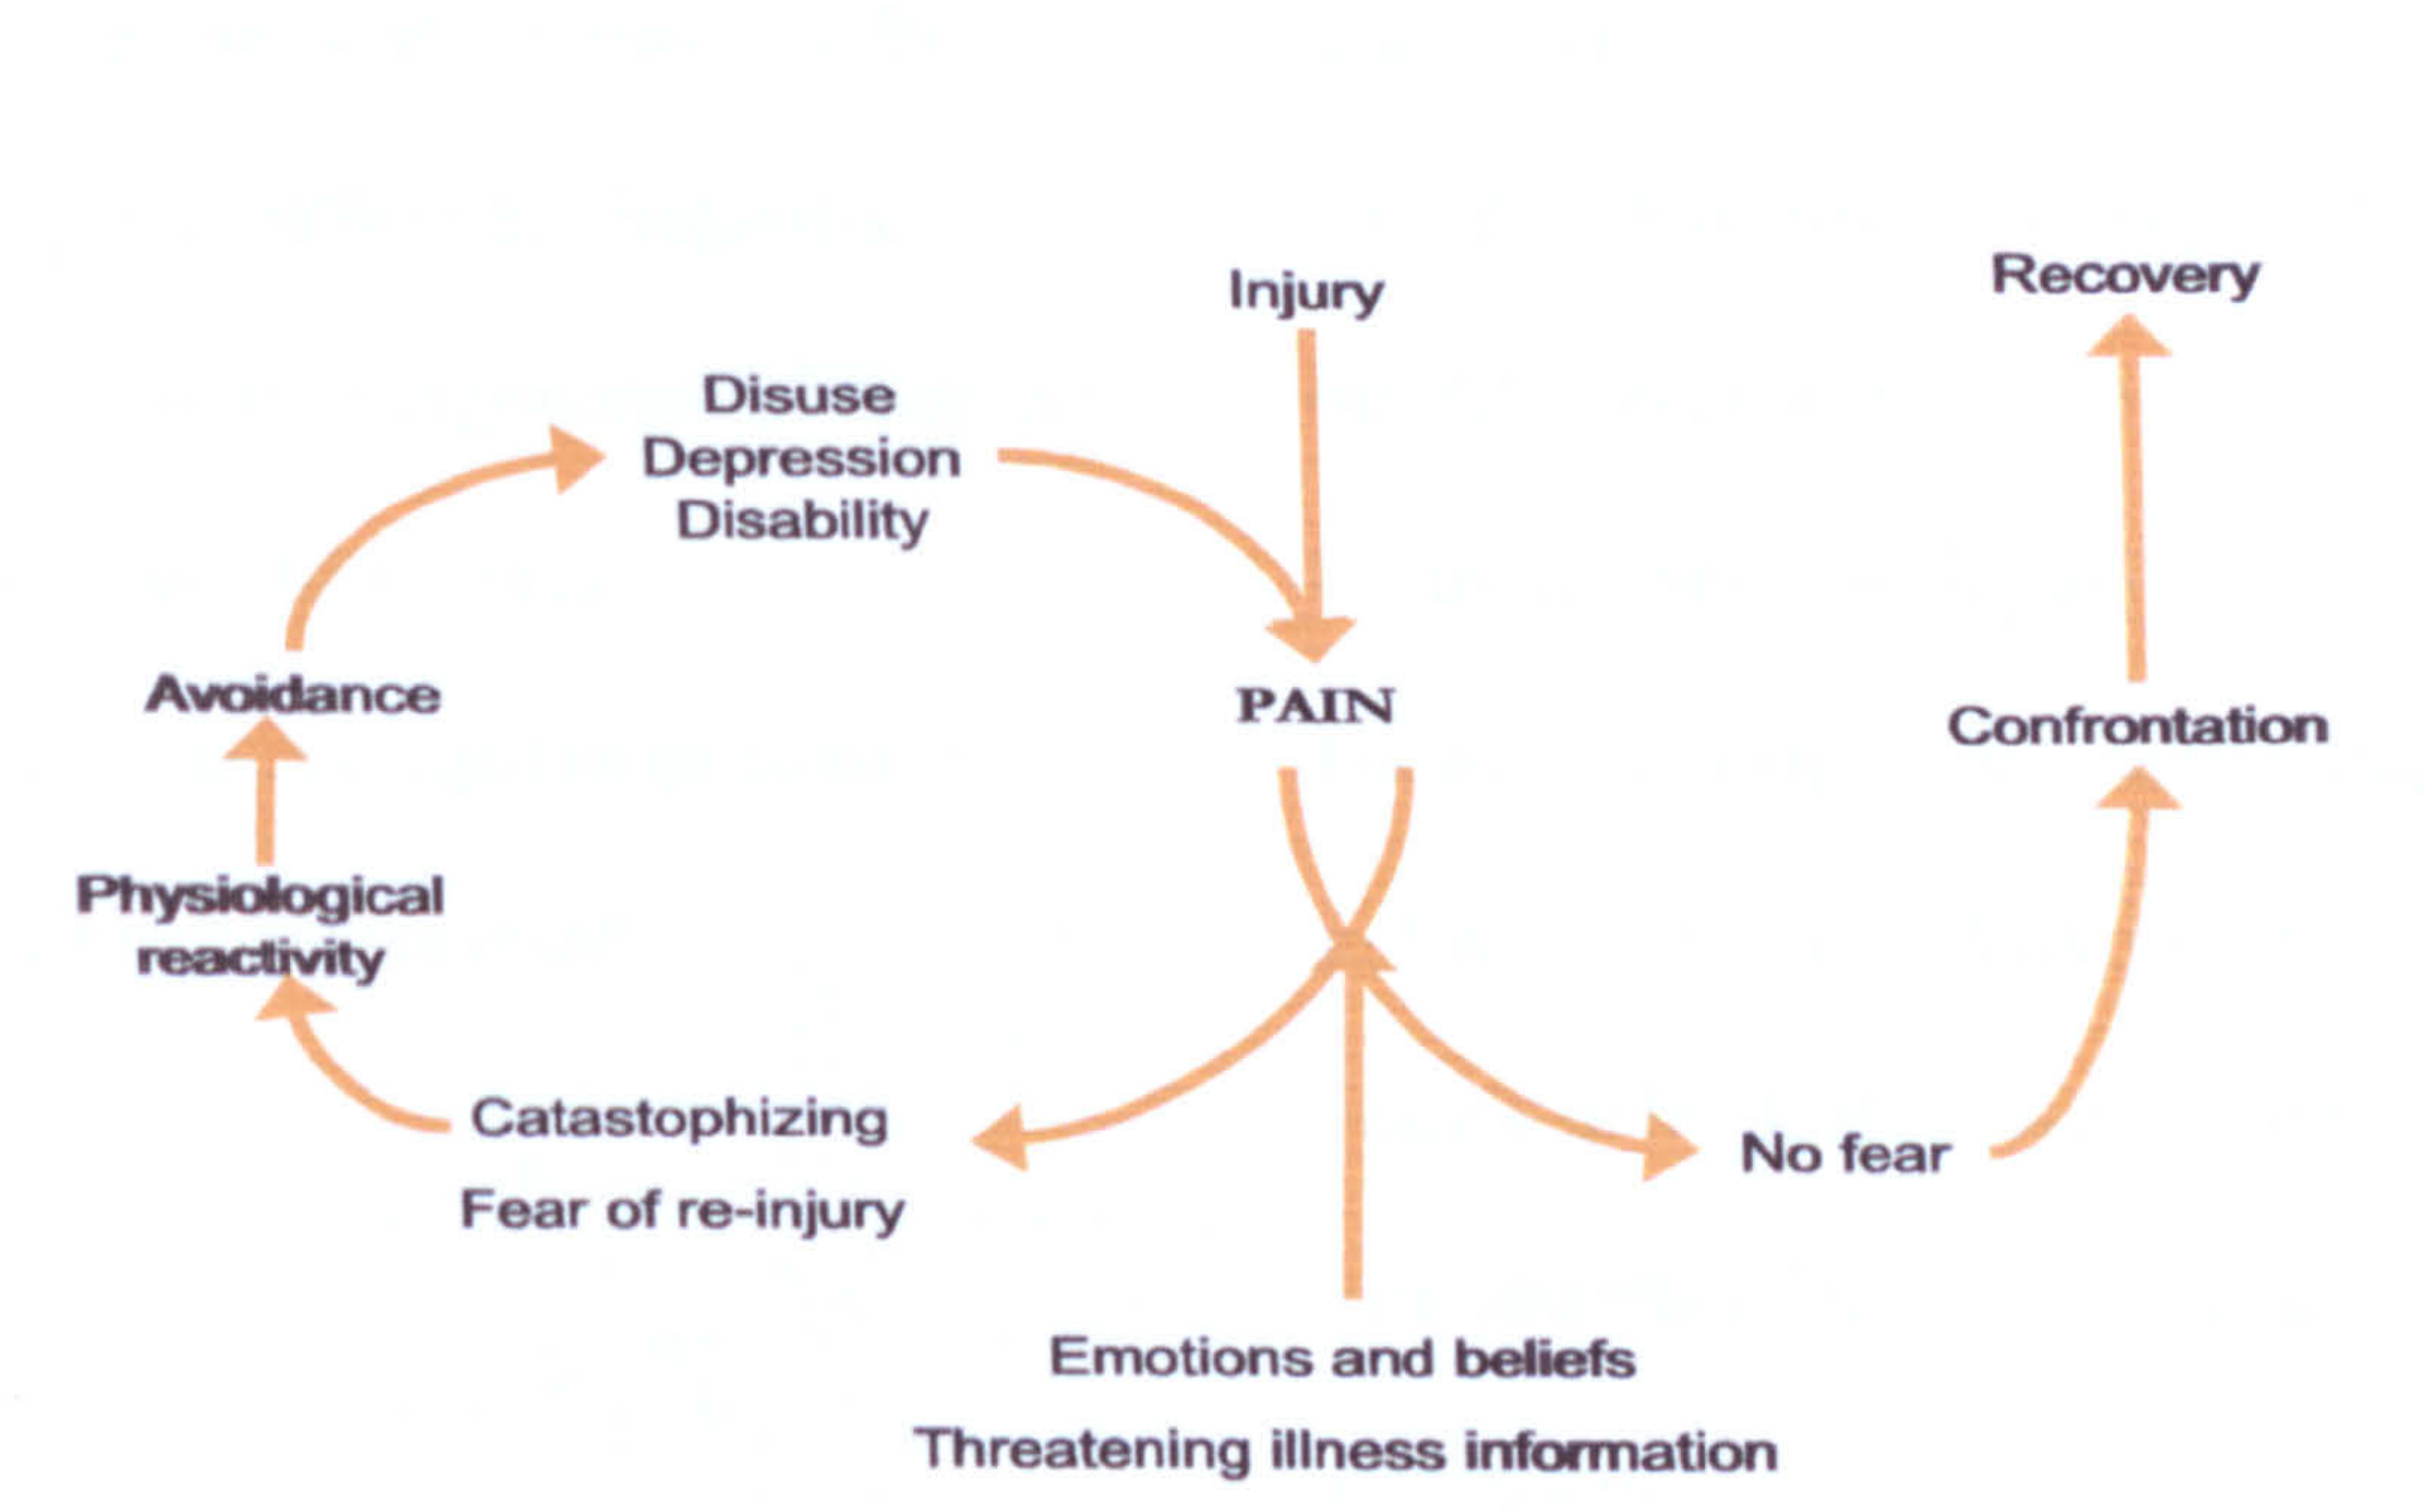 Recovery
Injury
Disuse
Depression
Disability
Avoidance
PAIN
Confrontation
Physiological
reactivity
Catastophizing
No fear
Fear of re-injury
Emotions and beliefs
Threatening illness information